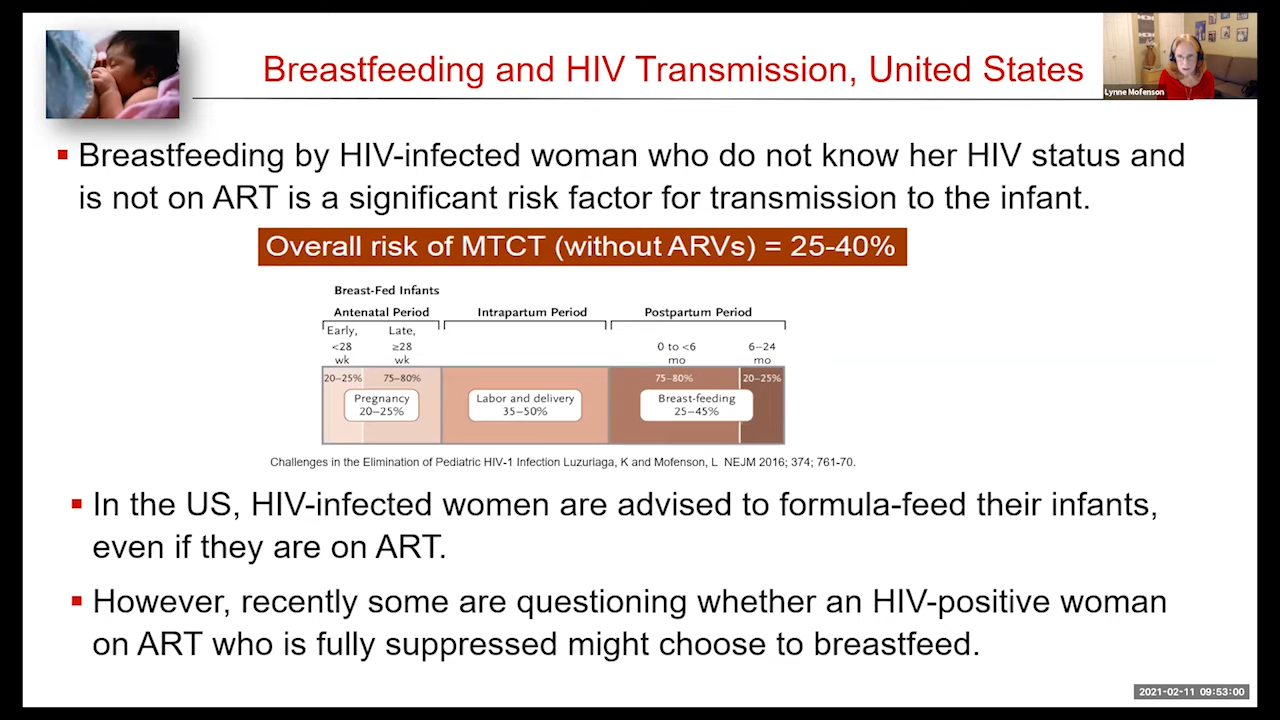 Breastfeeding and HIV Transmission, United States
Lynne Mofenson
Breastfeeding by HIV-infected woman who do not know her HIV status and
is not on ART is a significant risk factor for transmission to the infant.
Overall risk of MTCT (without ARVs) = 25-40%
Breast-Fed Infants
Antenatal Period
Intrapartum Period
Postpartum Period
Early,
<28
wk
Late,
≥28
wk
0 to <6
mo
6–24
mo
20–25%
75–80%
75–80%
20–25%
Pregnancy
20–25%
Labor and delivery
35–50%
Breast-feeding
25–45%
Challenges in the Elimination of Pediatric HIV-1 Infection Luzuriaga, K and Mofenson, L NEJM 2016; 374; 761-70.
In the US, HIV-infected women are advised to formula-feed their infants,
even if they are on ART.
However, recently some are questioning whether an HIV-positive woman
on ART who is fully suppressed might choose to breastfeed.
2021-02-11 09:53:00